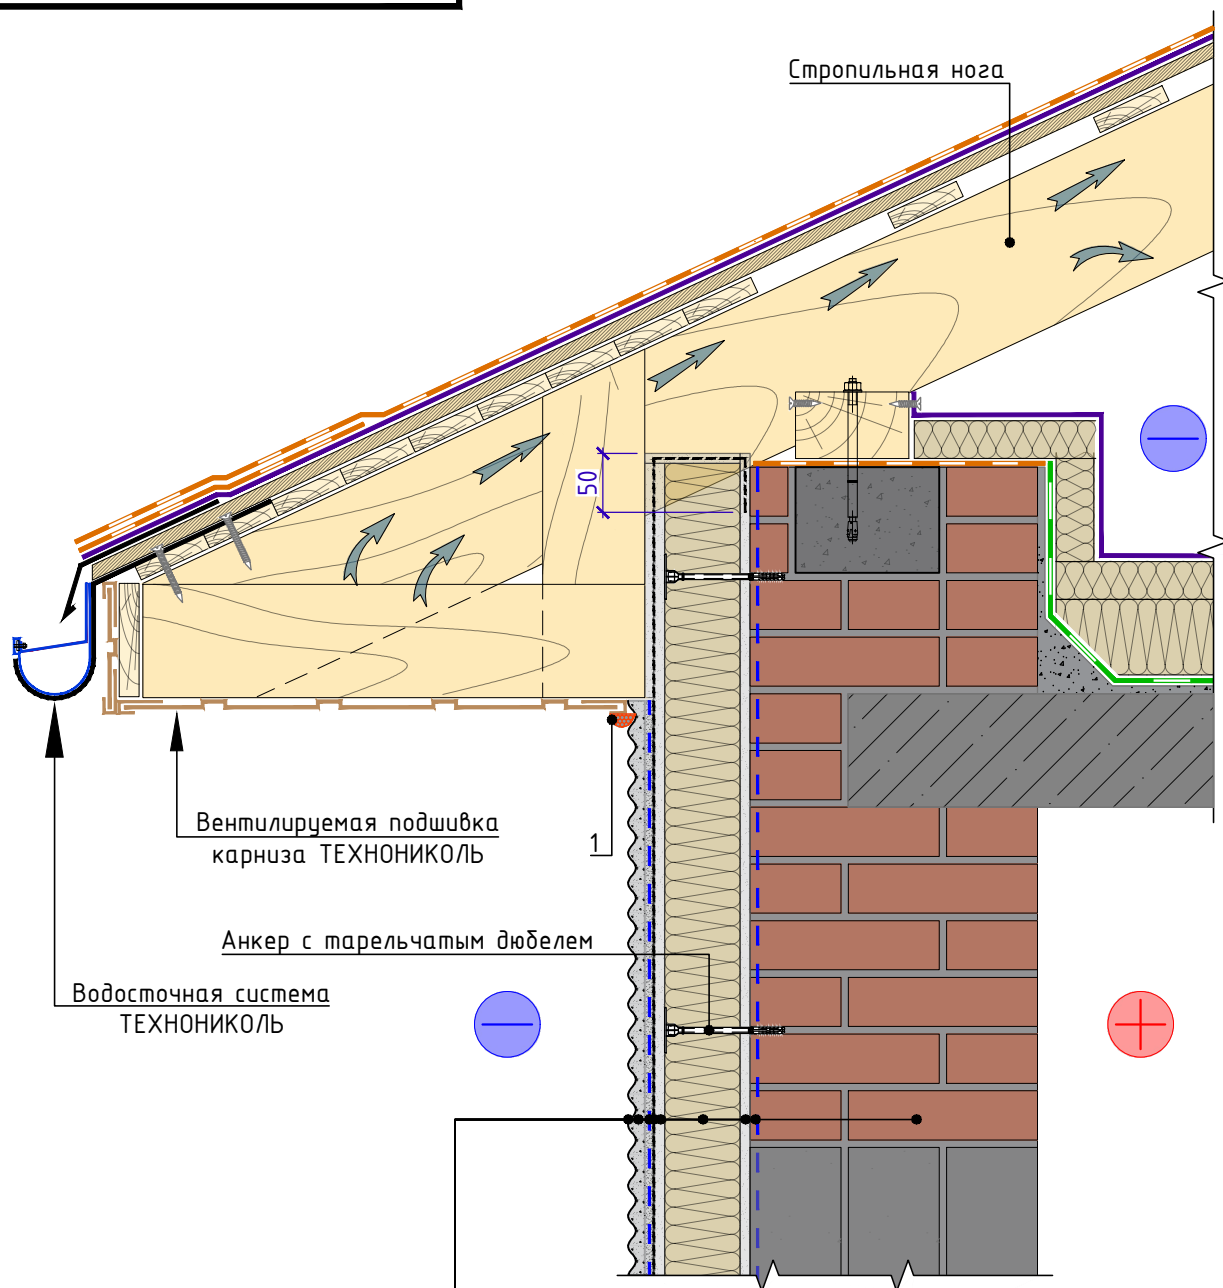 Стропильная нога
50
Вентилируемая подшивка
карниза ТЕХНОНИКОЛЬ
1
Анкер с тарельчатым дюбелем
Водосточная система
ТЕХНОНИКОЛЬ